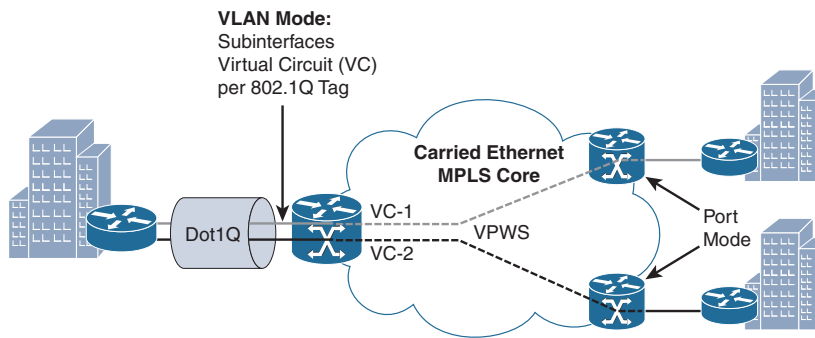 VLAN Mode:
Subinterfaces
Virtual Circuit (VC)
per 802.1Q Tag
Carried Ethernet
MPLS Core
Dot1Q
VC-1
VPWS
VC-2
Port
Mode